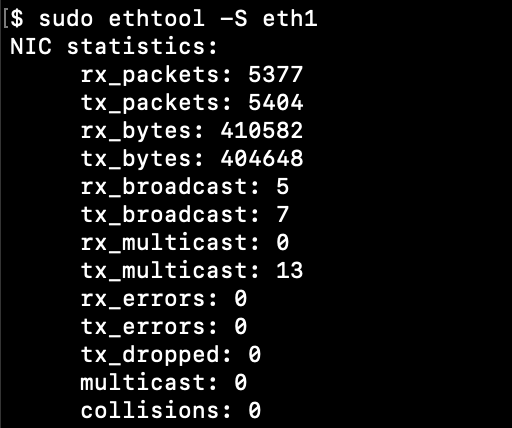 [$ sudo ethtool -S eth1
NIC statistics:
     rx_packets: 5377
     tx_packets: 5404
     rx_bytes: 410582
     tx_bytes: 404648
     rx_broadcast: 5
     tx_broadcast: 7
     rx_multicast: 0
     tx_multicast: 13
     rx_errors: 0
     tx_errors: 0
     tx_dropped: 0
     multicast: 0
     collisions: 0